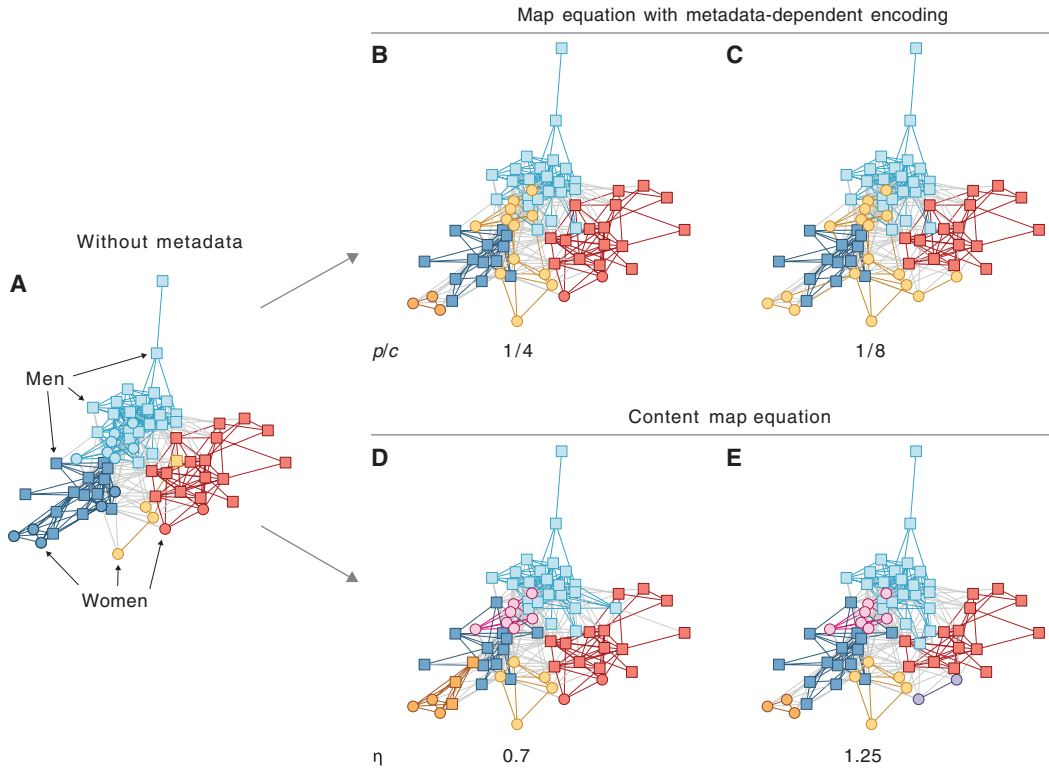 Map equation with metadata-dependent encoding
B
C
Without metadata
A
Men
Women
p/c
1/4
1/8
Content map equation
D
E
η
0.7
1.25